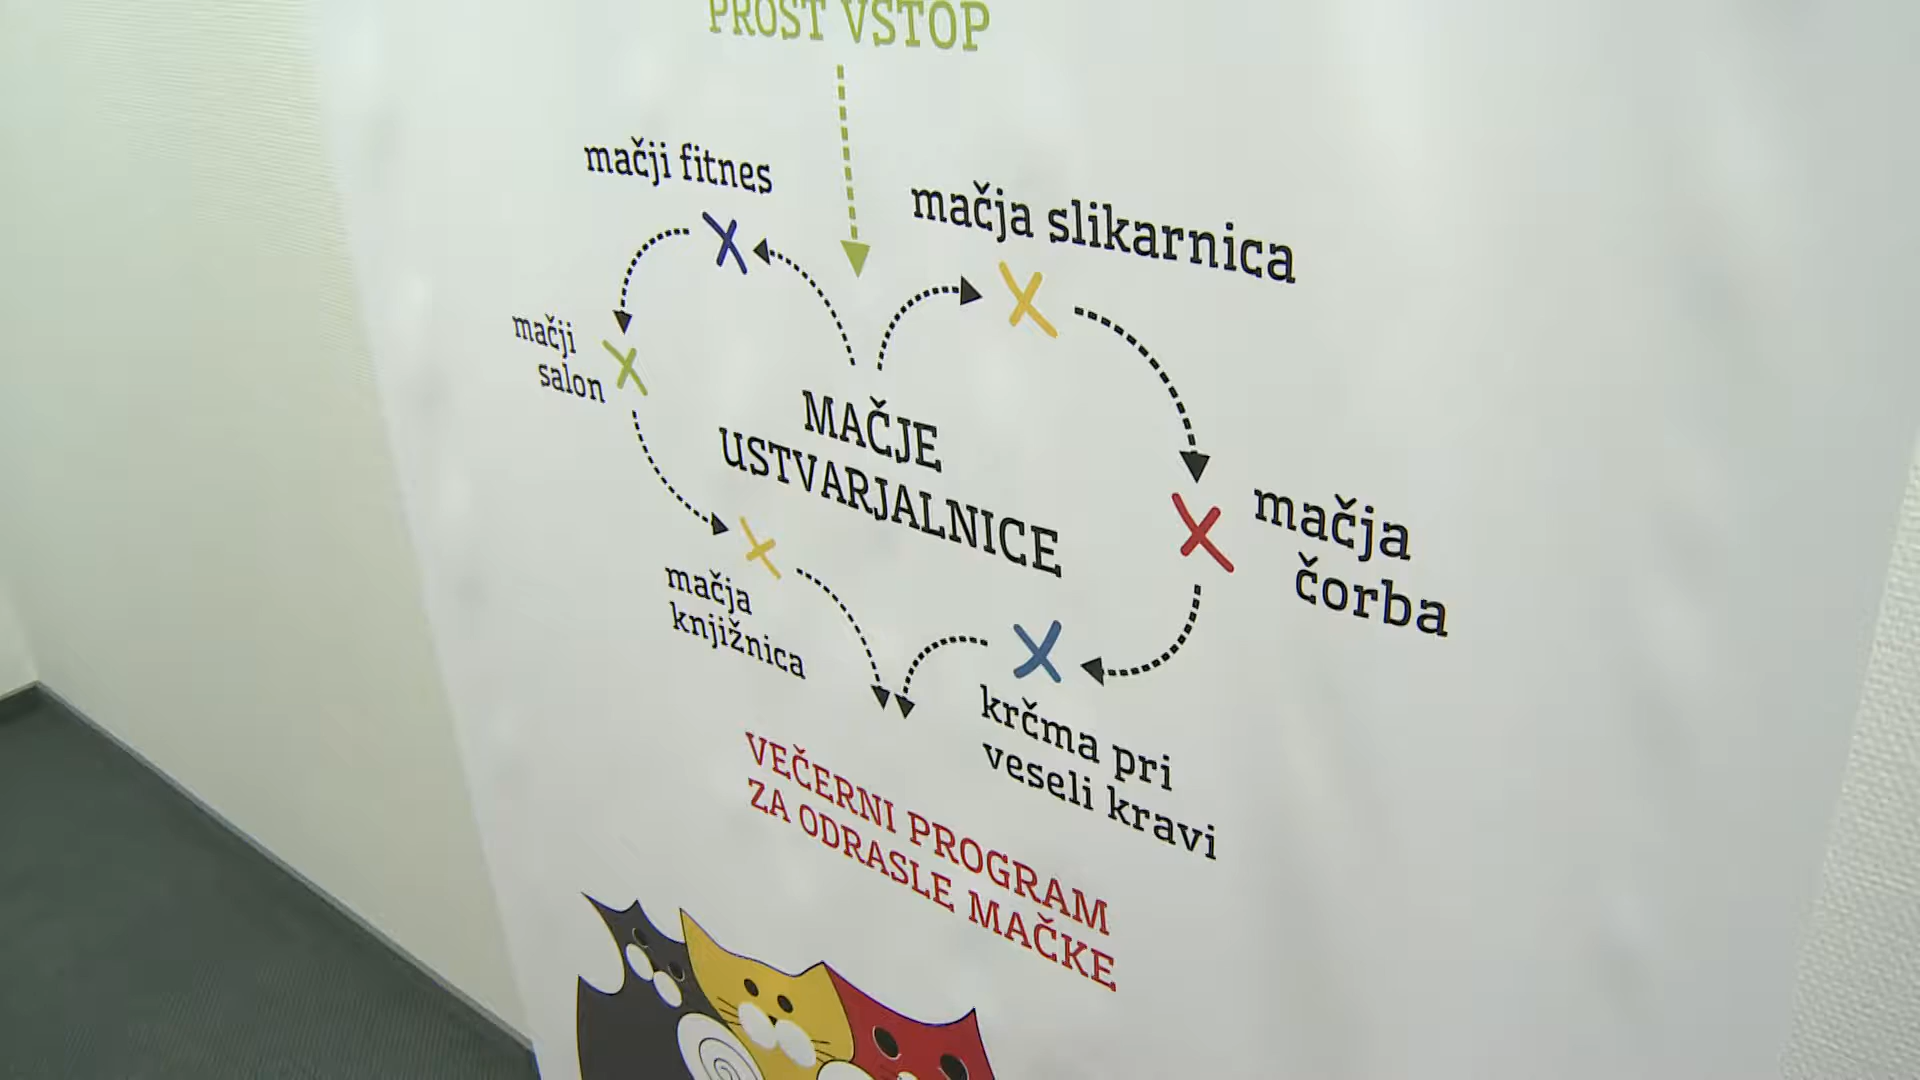 PROST VSTOP
mačji fitnes
mačja slikarnica
mačji
salon
MAČJE
USTVARJALNICE
mačja
čorba
mačja
knjižnica
krčma pri
veseli kravi
VEČERNI PROGRAM
ZA ODRASLE MAČKE